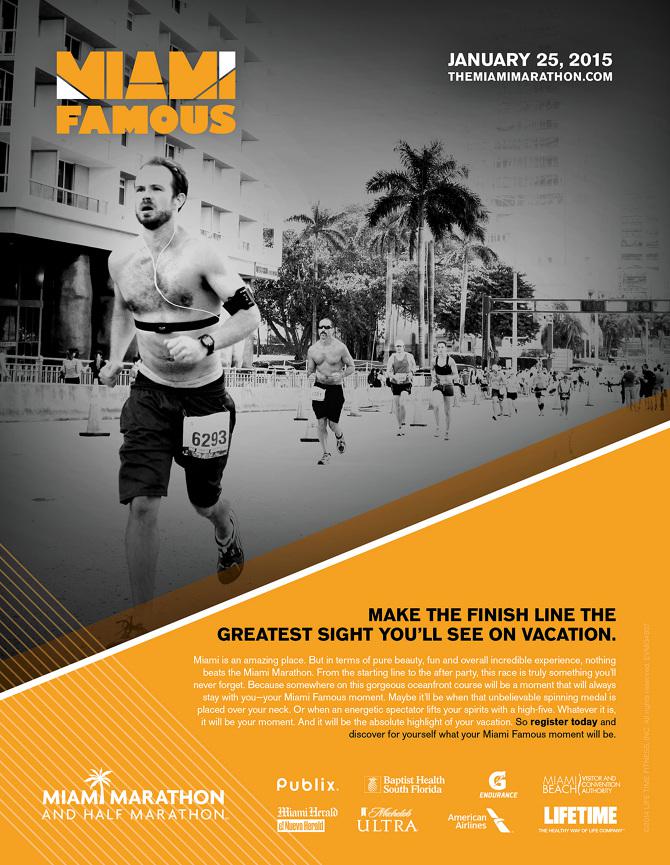 MIAMI
FAMOUS
JANUARY 25, 2015
THEMIAMIMARATHON.COM
6293
MAKE THE FINISH LINE THE
GREATEST SIGHT YOU'LL SEE ON VACATION.
Miami is an amazing place. But in terms of pure beauty, fun and overall incredible experience, nothing
beats the Miami Marathon. From the starting line to the after party, this race is truly something you'll
never forget. Because somewhere on this gorgeous oceanfront course will be a moment that will always
stay with you—your Miami Famous moment. Maybe it'll be when that unbelievable spinning medal is
placed over your neck. Or when an energetic spectator lifts your spirits with a high-five. Whatever it is,
it will be your moment. And it will be the absolute highlight of your vacation. So register today and
discover for yourself what your Miami Famous moment will be.
MIAMI MARATHON
AND HALF MARATHON
Publix.
Baptist Health
South Florida
G
ENDURANCE
MIAMI
BEACH
VISITOR AND
CONVENTION
AUTHORITY
Miami Herald
el Nuevo Herald
Michelob
ULTRA
American
Airlines
LIFETIME
THE HEALTHY WAY OF LIFE COMPANY
©2014 LIFE TIME FITNESS, INC. All rights reserved.